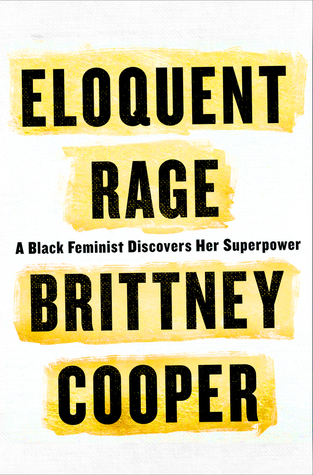 ELOQUENT
RAGE
A Black Feminist Discovers Her Superpower
BRITTNEY
COOPER